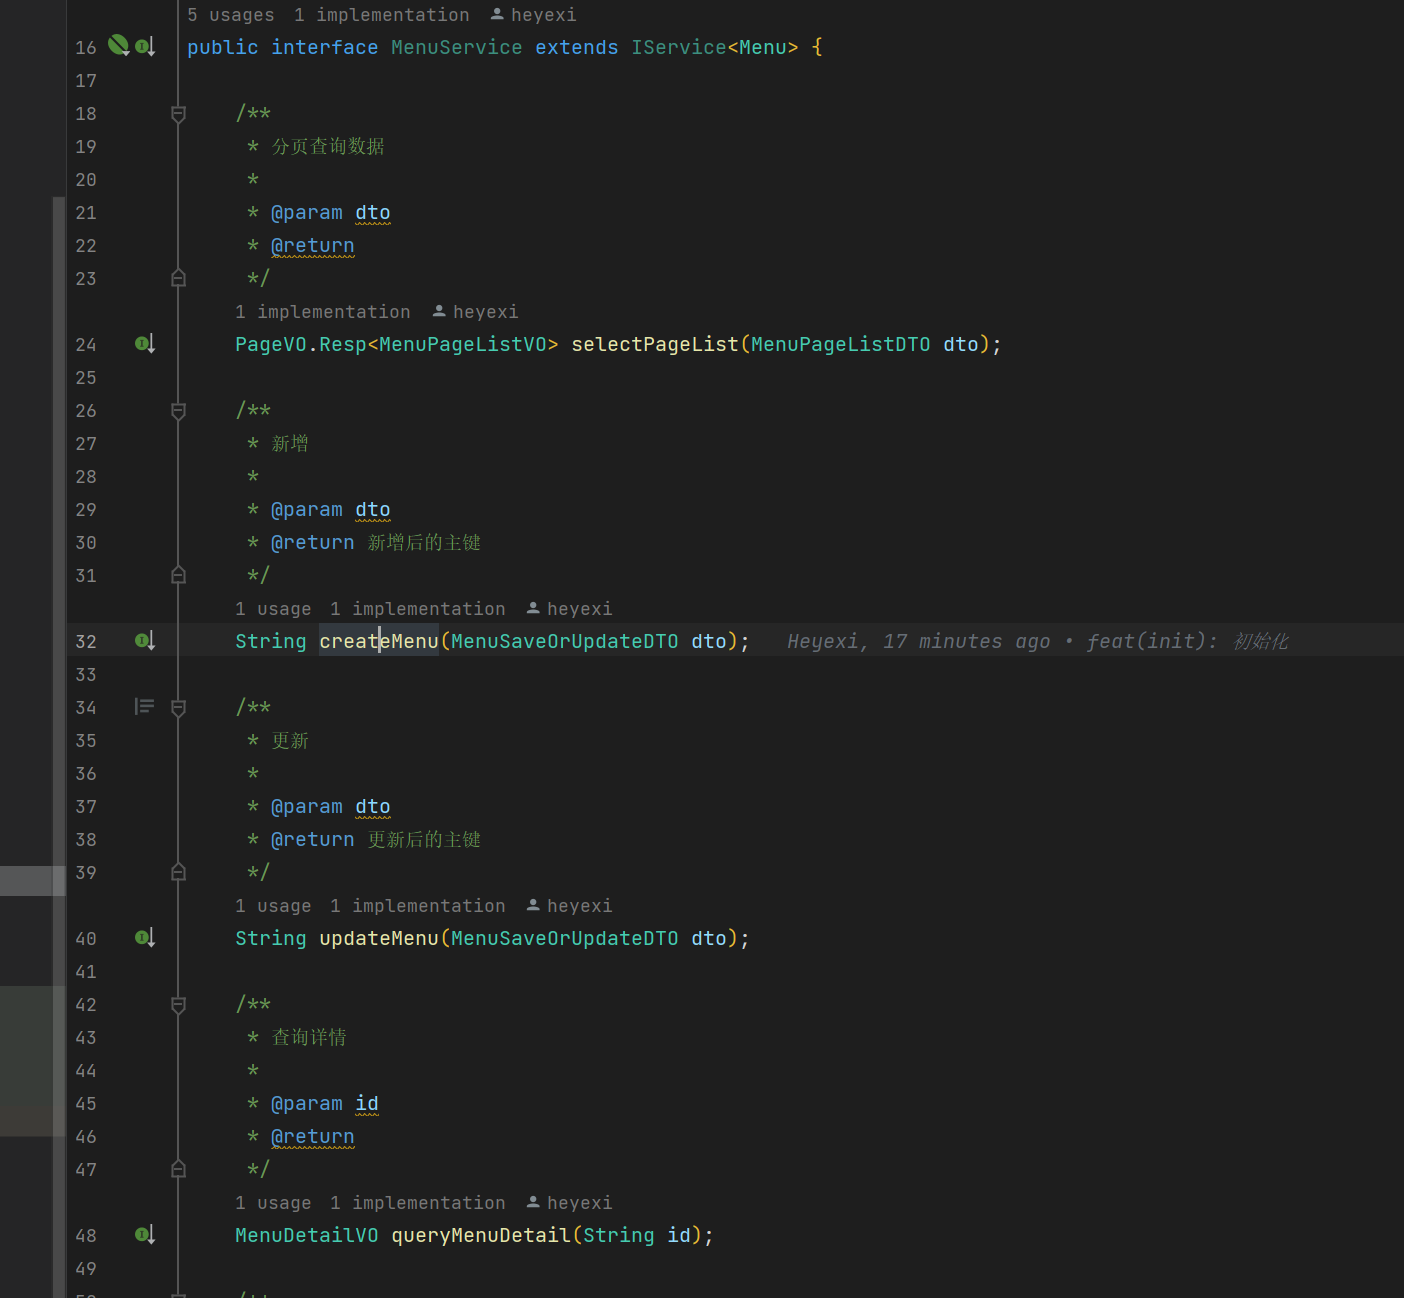 5 usages 1 implementation heyexi
16 public interface MenuService extends IService<Menu> {
17
18 /**
19 * 分页查询数据
20 *
21 * @param dto
22 * @return
23 */
1 implementation heyexi
24 PageVO.Resp<MenuPageListVO> selectPageList(MenuPageListDTO dto);
25
26 /**
27 * 新增
28 *
29 * @param dto
30 * @return 新增后的主键
31 */
1 usage 1 implementation heyexi
32 String createMenu(MenuSaveOrUpdateDTO dto); Heyexi, 17 minutes ago • feat(init): 初始化
33
34 /**
35 * 更新
36 *
37 * @param dto
38 * @return 更新后的主键
39 */
1 usage 1 implementation heyexi
40 String updateMenu(MenuSaveOrUpdateDTO dto);
41
42 /**
43 * 查询详情
44 *
45 * @param id
46 * @return
47 */
1 usage 1 implementation heyexi
48 MenuDetailVO queryMenuDetail(String id);
49